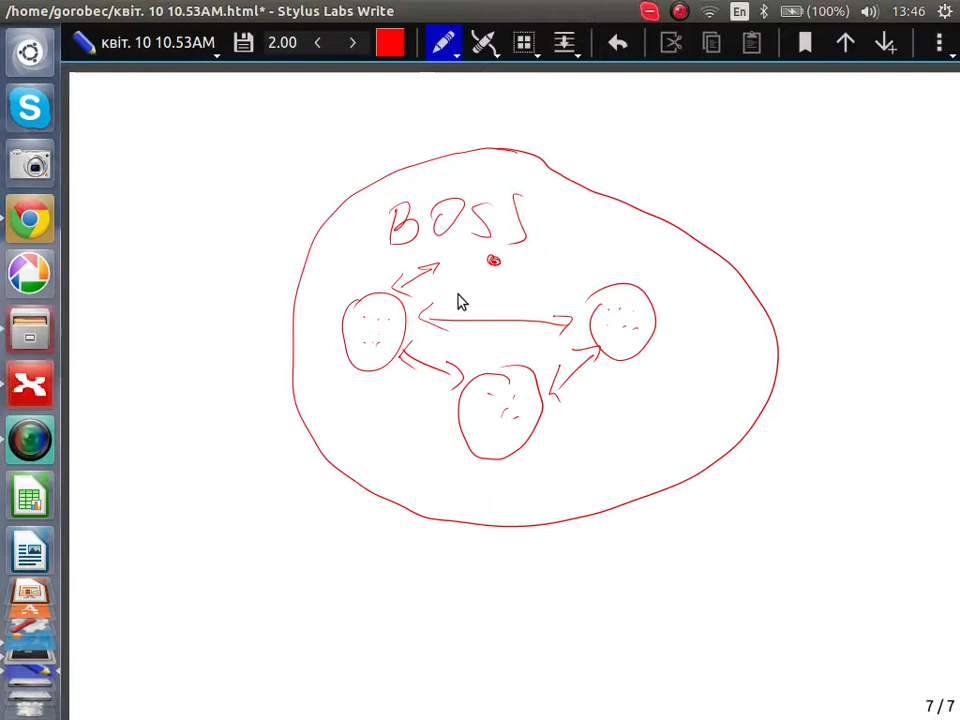 /home/gorobec/квіт. 10 10.53AM.html* - Stylus Labs Write
En
(100%)
13:46
квіт. 10 10.53AM
2.00
BOSS
7 / 7